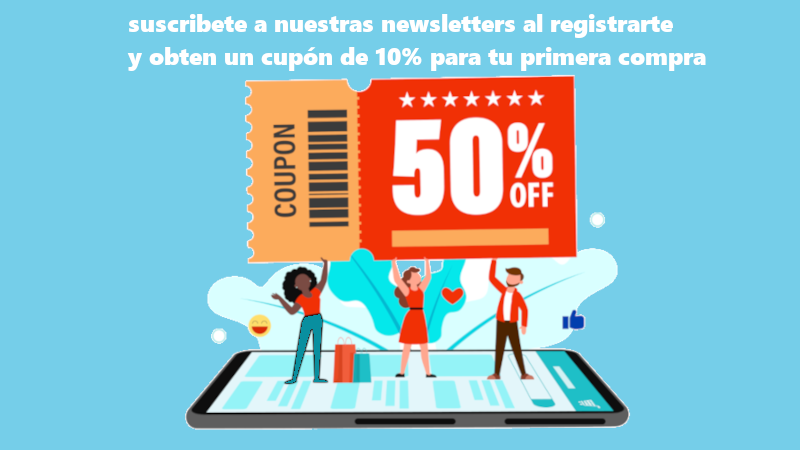 suscribete a nuestras newsletters al registrarte
y obten un cupón de 10% para tu primera compra
COUPON
50%
OFF